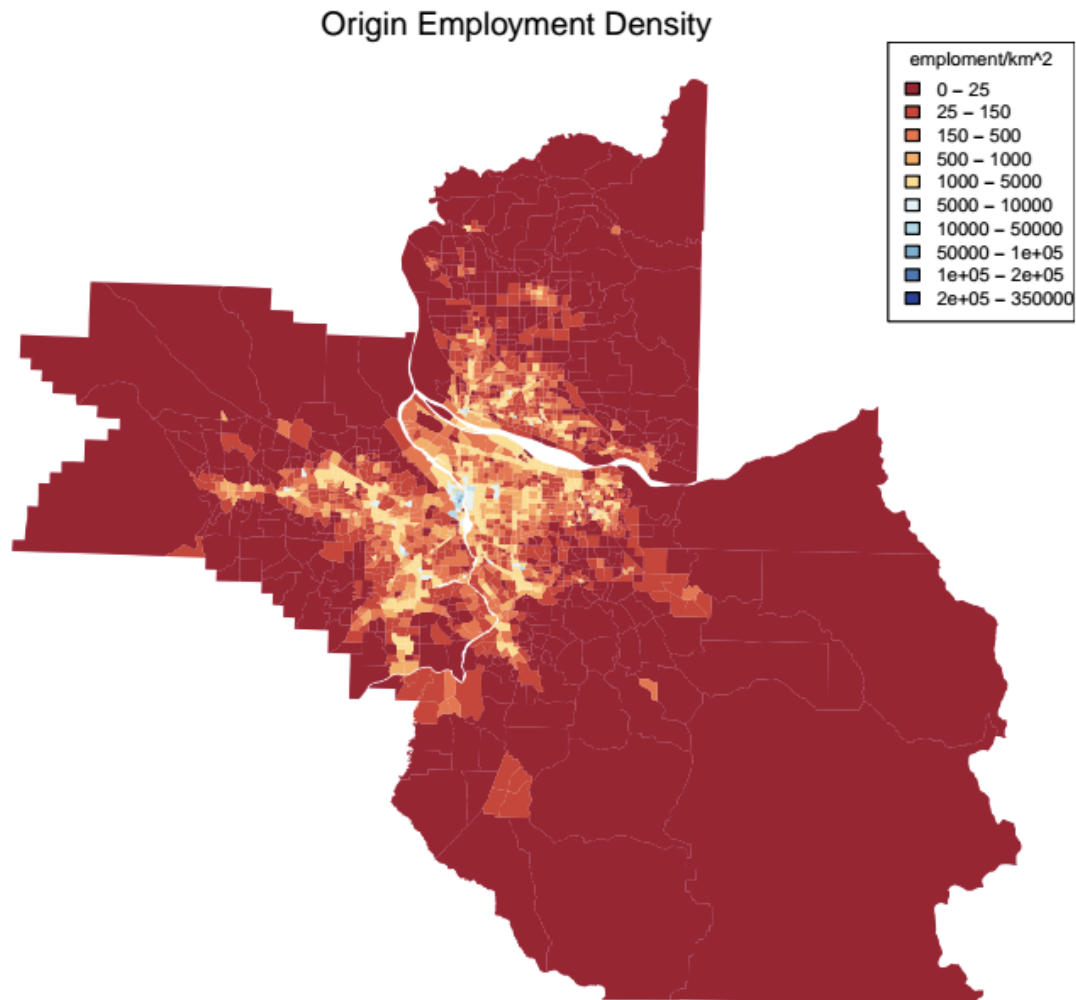 Origin Employment Density
emploment/km^2
0 – 25
25 – 150
150 – 500
500 – 1000
1000 – 5000
5000 – 10000
10000 – 50000
50000 – 1e+05
1e+05 – 2e+05
2e+05 – 350000